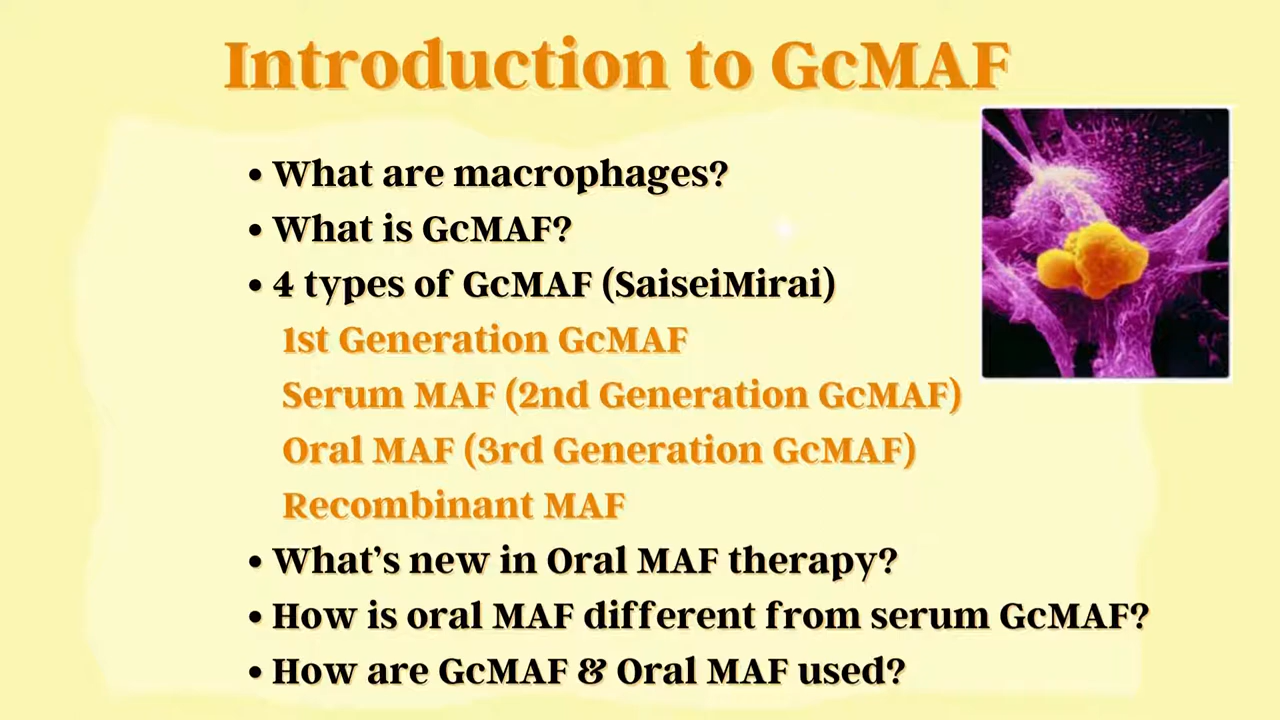 Introduction to GcMAF
• What are macrophages?
• What is GcMAF?
• 4 types of GcMAF (SaiseiMirai)
1st Generation GcMAF
Serum MAF (2nd Generation GcMAF)
Oral MAF (3rd Generation GcMAF)
Recombinant MAF
• What's new in Oral MAF therapy?
• How is oral MAF different from serum GcMAF?
• How are GcMAF & Oral MAF used?